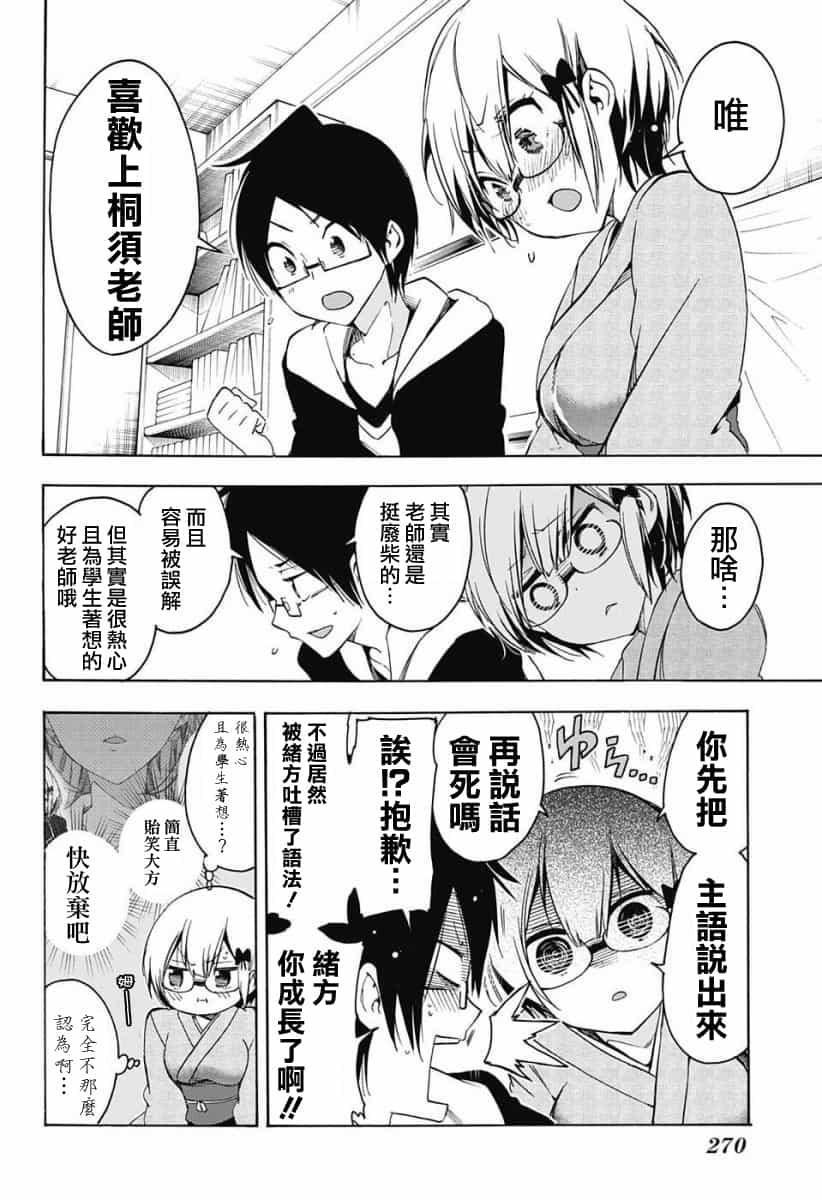 唯
喜歡上桐須老師
那啥…
其實
老師還是
挺廢柴的…
而且
容易被誤解
但其實是很熱心
且為學生著想的
好老師哦
你先把
主語說出來
ゆら
再說話
會死嗎
誒!?抱歉…
不過居然
被緒方吐槽了語法！
緒方
你成長了啊!!
很熱心
且為學生著想…？
簡直
貽笑大方
快放棄吧
姆
完全不那麼
認為啊…
270